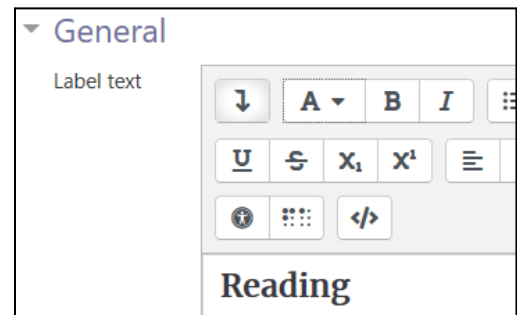 General
Label text
A B I
U S X₁ X¹
</>
Reading